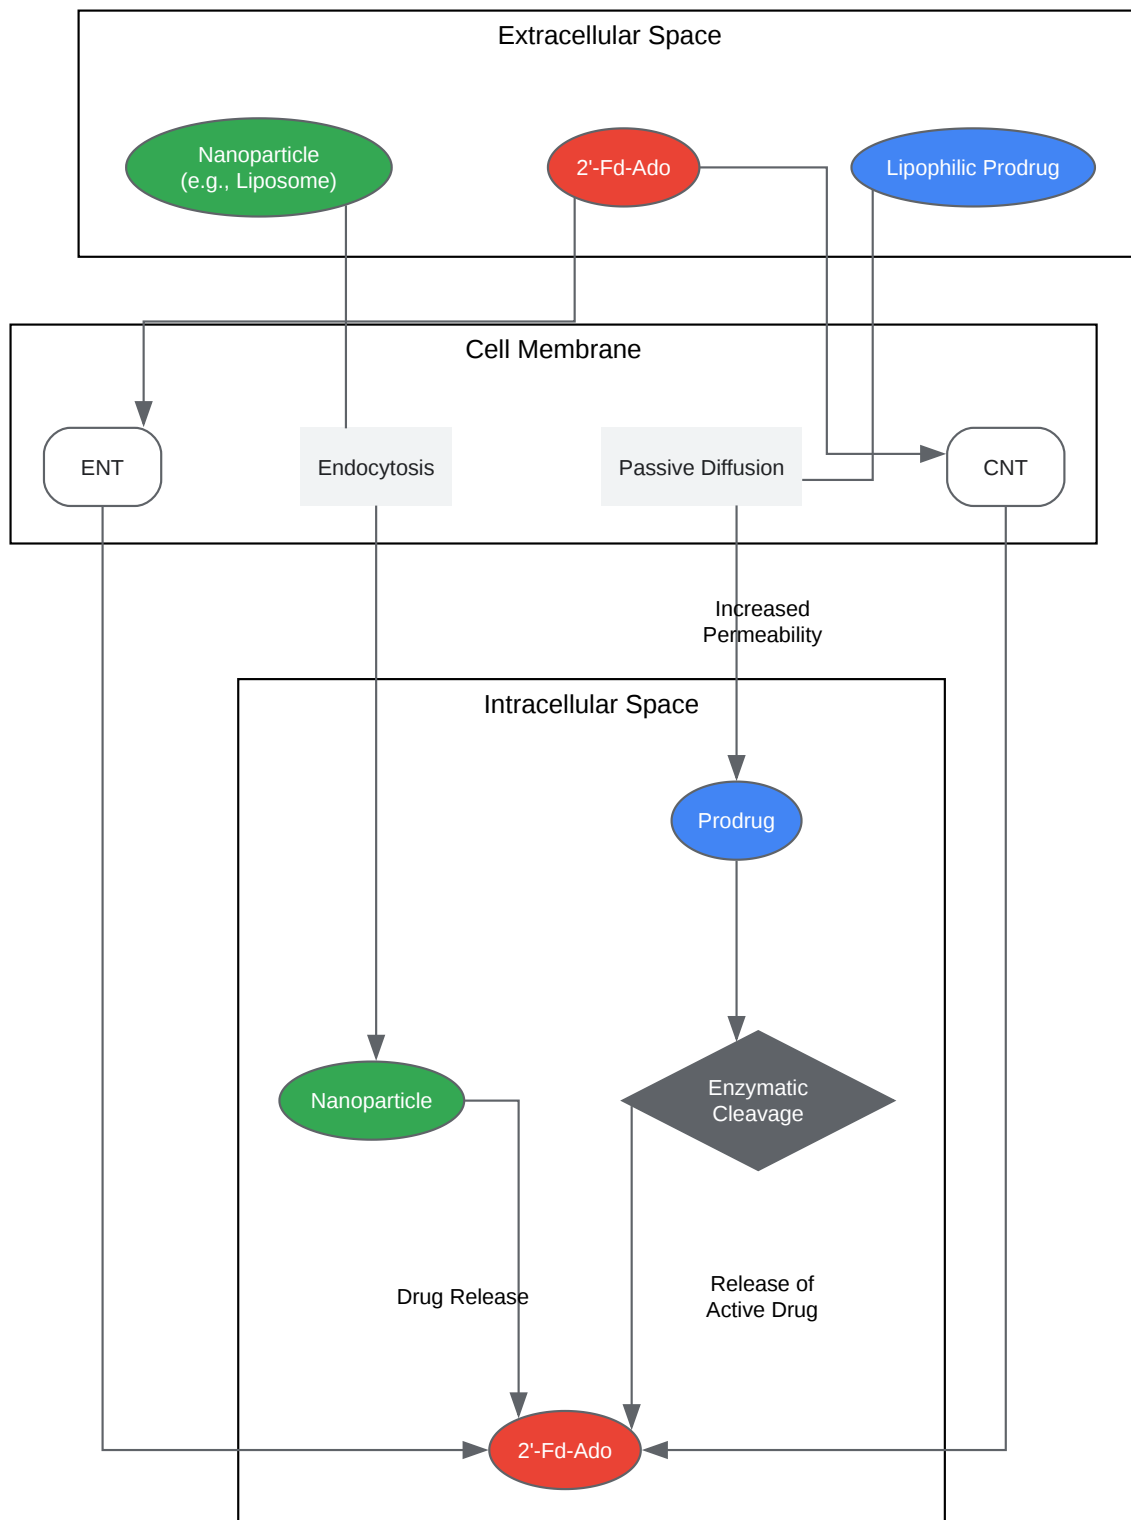 Extracellular Space
Nanoparticle
(e.g., Liposome)
2'-Fd-Ado
Lipophilic Prodrug
Cell Membrane
ENT
Endocytosis
Passive Diffusion
CNT
Increased
Permeability
Intracellular Space
Prodrug
Nanoparticle
Enzymatic
Cleavage
Drug Release
Release of
Active Drug
2'-Fd-Ado